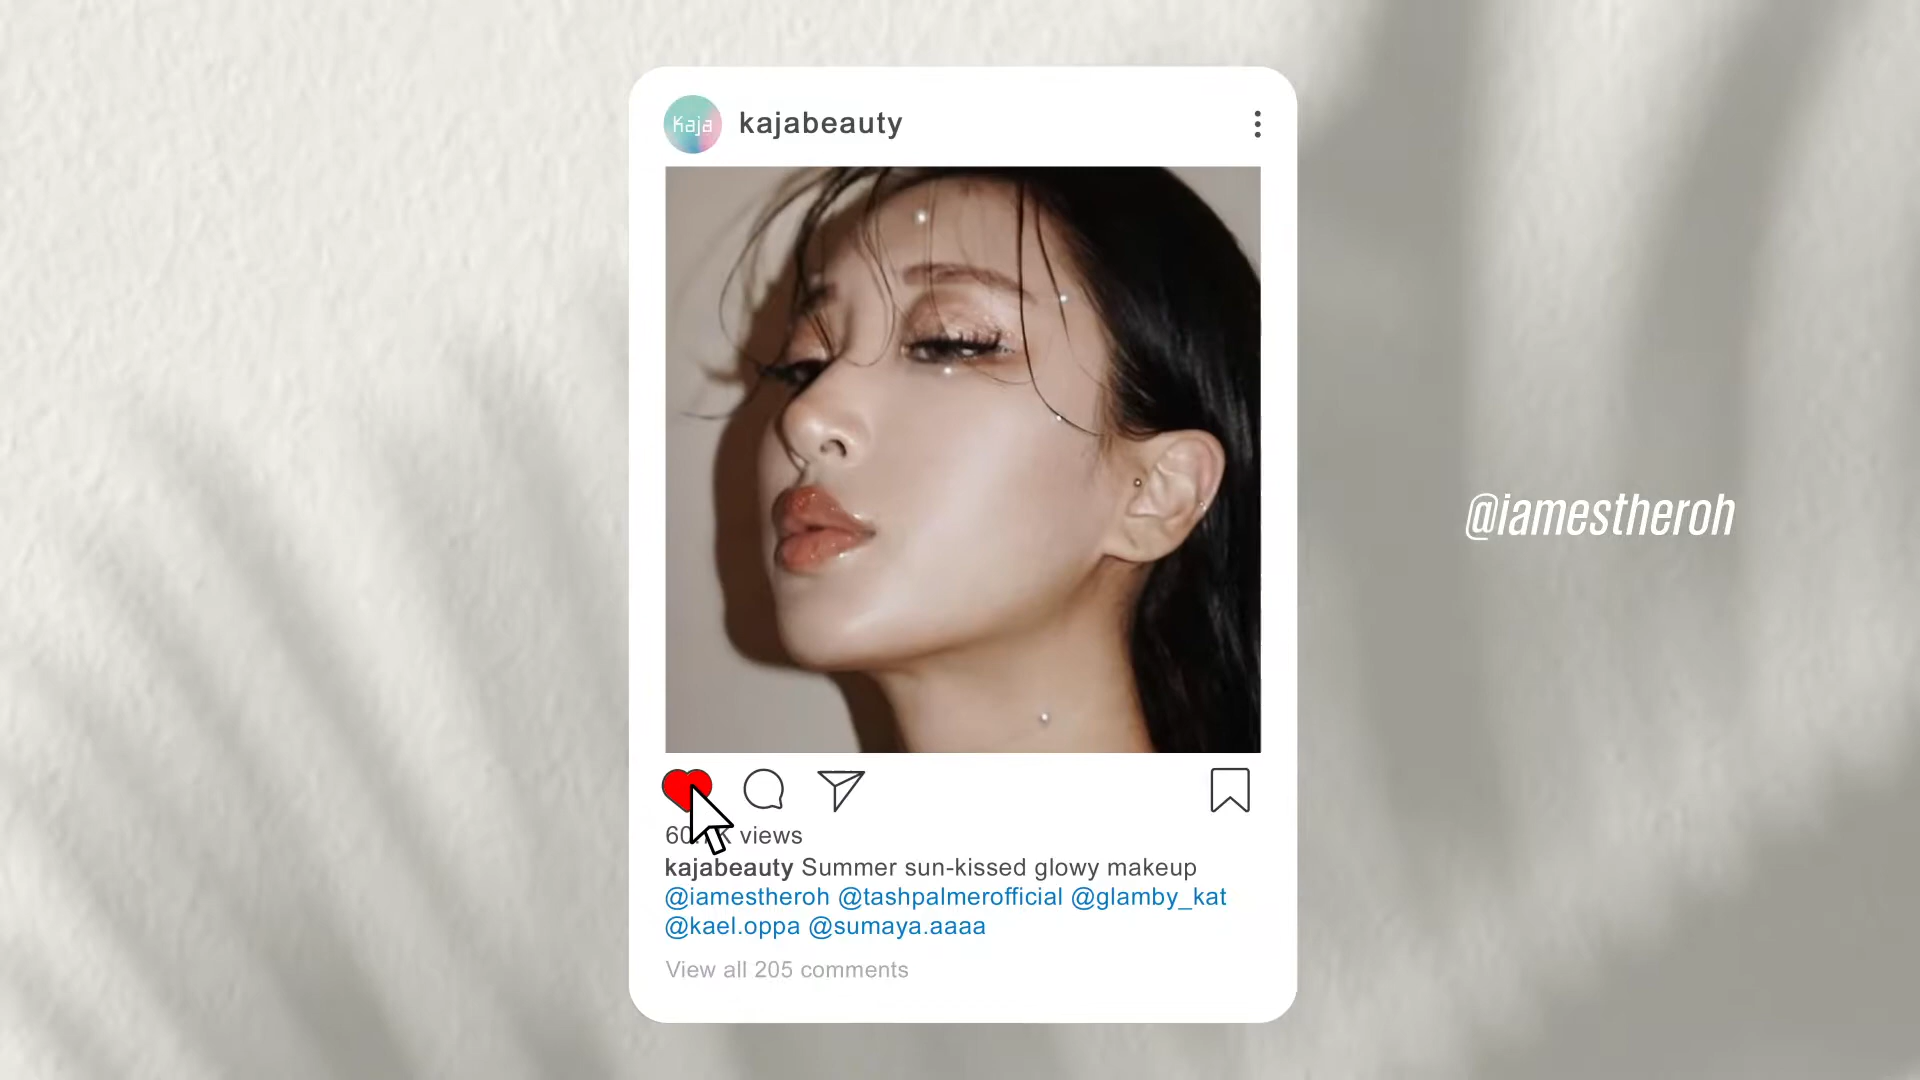 Kaja
kajabeauty
@iamestheroh
views
kajabeauty Summer sun-kissed glowy makeup
@iamestheroh @tashpalmerofficial @glamby_kat
@kael.oppa @sumaya.aaaa
View all 205 comments